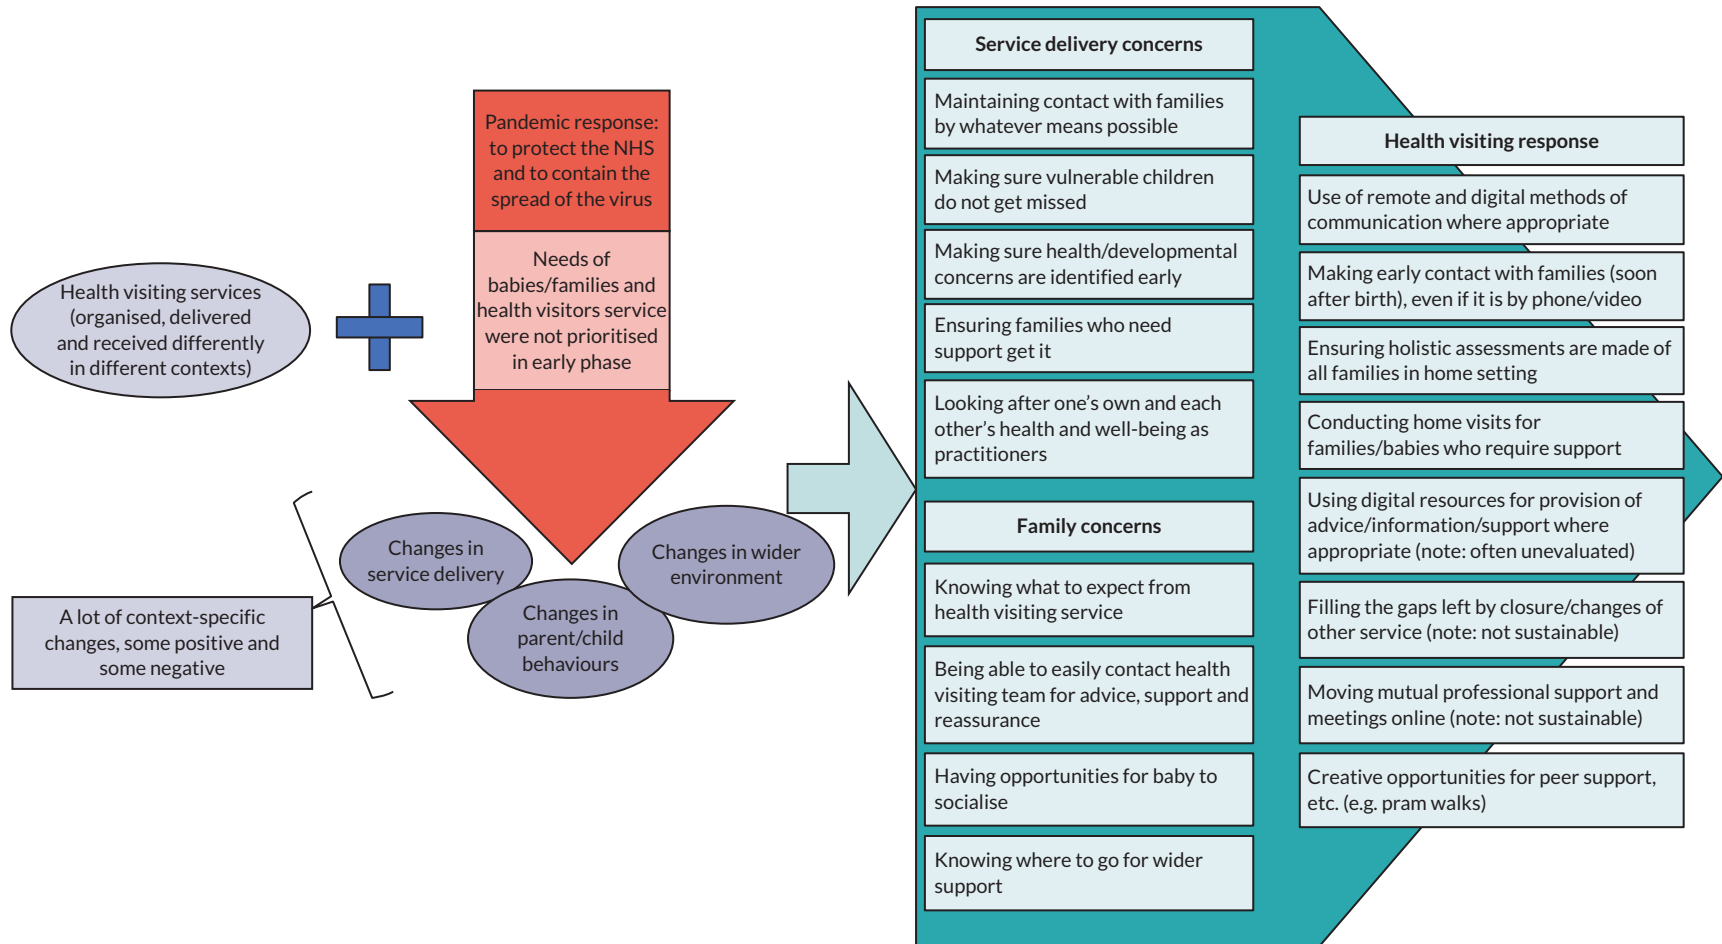 Health visiting services
(organised, delivered
and received differently
in different contexts)
Pandemic response:
to protect the NHS
and to contain the
spread of the virus
Needs of
babies/families and
health visitors service
were not prioritised
in early phase
Changes in
service delivery
Changes in
parent/child
behaviours
Changes in wider
environment
A lot of context-specific
changes, some positive and
some negative
Service delivery concerns
Maintaining contact with families
by whatever means possible
Making sure vulnerable children
do not get missed
Making sure health/developmental
concerns are identified early
Ensuring families who need
support get it
Looking after one’s own and each
other’s health and well-being as
practitioners
Family concerns
Knowing what to expect from
health visiting service
Being able to easily contact health
visiting team for advice, support and
reassurance
Having opportunities for baby to
socialise
Knowing where to go for wider
support
Health visiting response
Use of remote and digital methods of
communication where appropriate
Making early contact with families (soon
after birth), even if it is by phone/video
Ensuring holistic assessments are made of
all families in home setting
Conducting home visits for
families/babies who require support
Using digital resources for provision of
advice/information/support where
appropriate (note: often unevaluated)
Filling the gaps left by closure/changes of
other service (note: not sustainable)
Moving mutual professional support and
meetings online (note: not sustainable)
Creative opportunities for peer support,
etc. (e.g. pram walks)